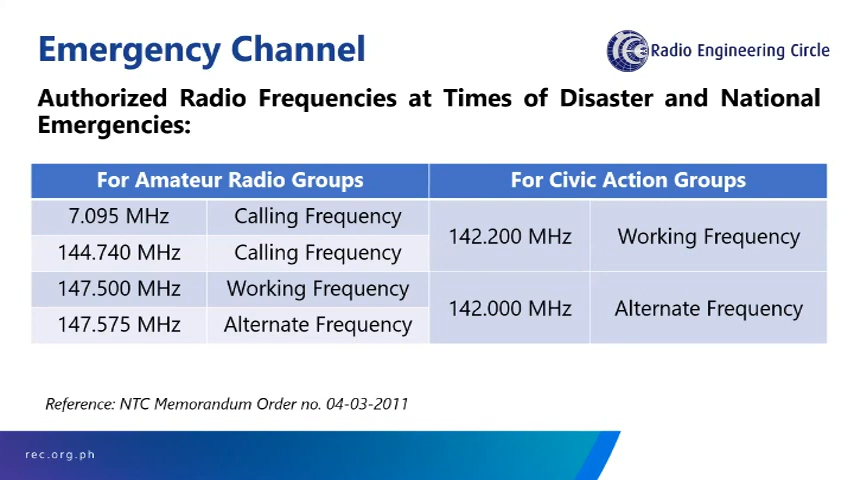 Emergency Channel
Radio Engineering Circle
Authorized Radio Frequencies at Times of Disaster and National
Emergencies:
For Amateur Radio Groups For Civic Action Groups
7.095 MHz Calling Frequency
144.740 MHz Calling Frequency
142.200 MHz Working Frequency
147.500 MHz Working Frequency
147.575 MHz Alternate Frequency
142.000 MHz Alternate Frequency
Reference: NTC Memorandum Order no. 04-03-2011
rec.org.ph